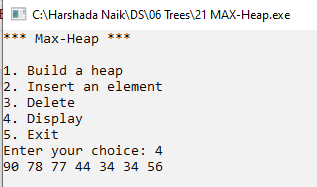 C:\Harshada Naik\DS\06 Trees\21 MAX-Heap.exe
*** Max-Heap ***
1. Build a heap
2. Insert an element
3. Delete
4. Display
5. Exit
Enter your choice: 4
90 78 77 44 34 34 56